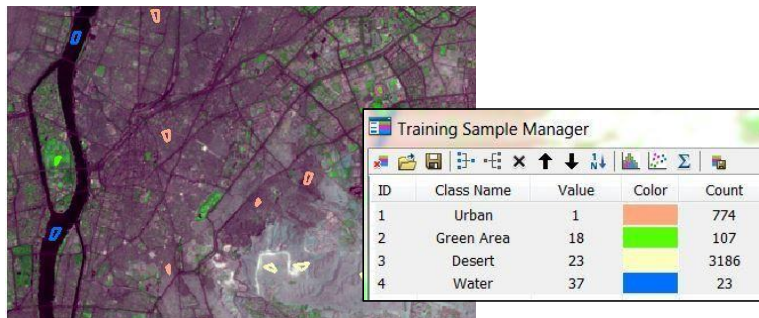 Training Sample Manager
ID Class Name Value Color Count
1 Urban 1 774
2 Green Area 18 107
3 Desert 23 3186
4 Water 37 23